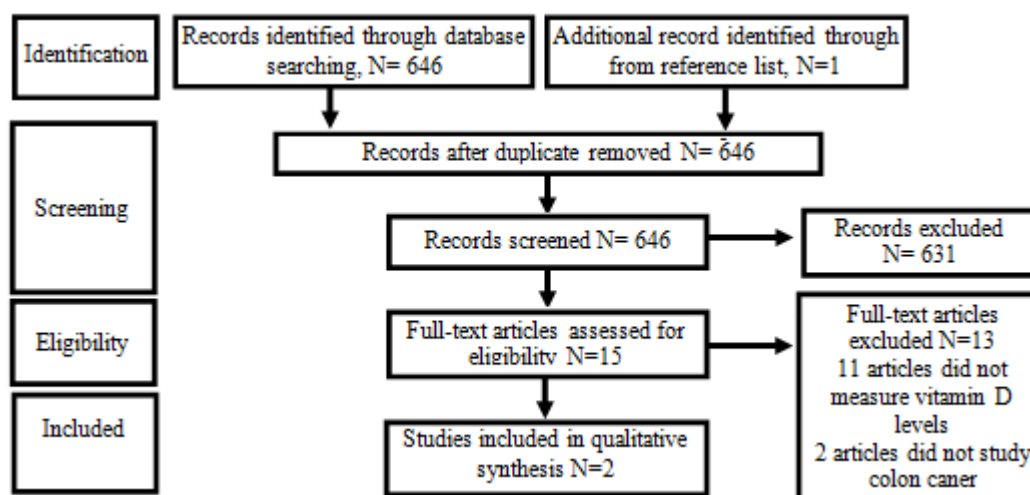 Identification
Records identified through database
searching, N= 646
Additional record identified through
from reference list, N=1
Screening
Records after duplicate removed N= 646
Records screened N= 646
Records excluded
N= 631
Eligibility
Full-text articles assessed for
eligibility N=15
Full-text articles
excluded N=13
11 articles did not
measure vitamin D
levels
2 articles did not study
colon caner
Included
Studies included in qualitative
synthesis N=2